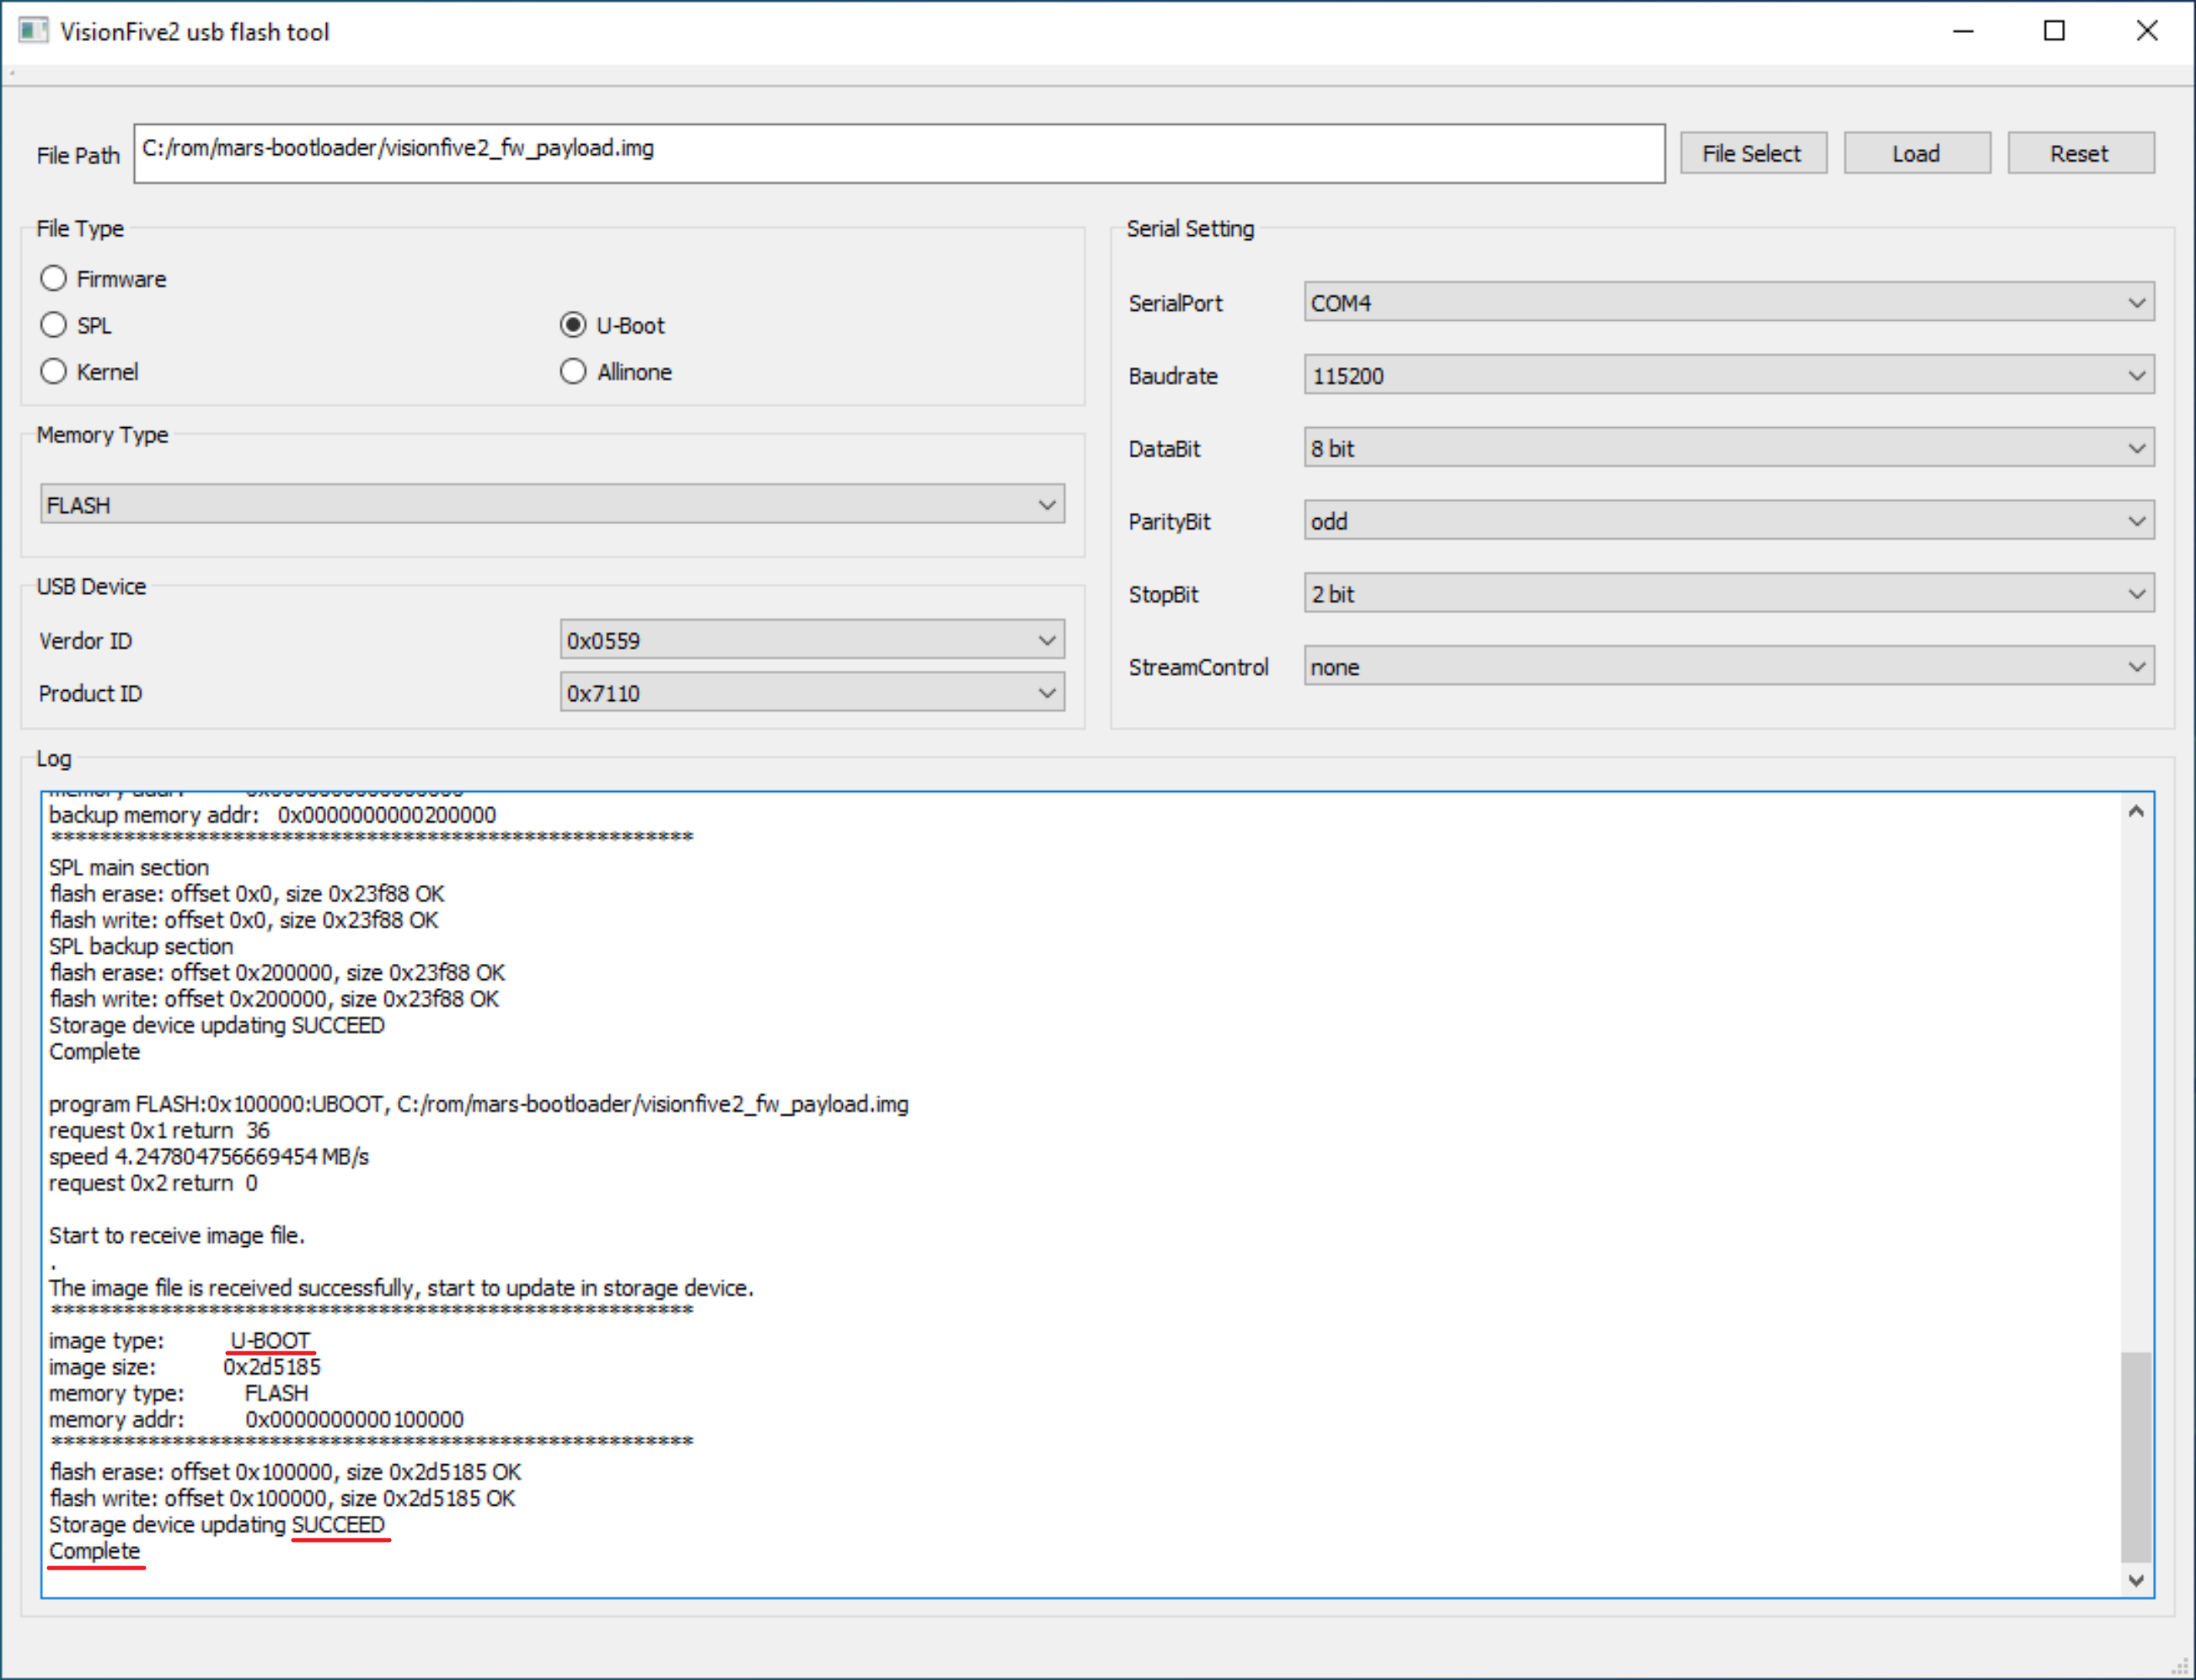 VisionFive2 usb flash tool
File Path C:/rom/mars-bootloader/visionfive2_fw_payload.img File Select Load Reset
File Type
Firmware
SPL U-Boot
Kernel Allinone
Memory Type
FLASH
USB Device
Verdor ID 0x0559
Product ID 0x7110
Serial Setting
SerialPort COM4
Baudrate 115200
DataBit 8 bit
ParityBit odd
StopBit 2 bit
StreamControl none
Log
memory addr: 0x0000000000000000
backup memory addr: 0x0000000000200000
*****************************************************
SPL main section
flash erase: offset 0x0, size 0x23f88 OK
flash write: offset 0x0, size 0x23f88 OK
SPL backup section
flash erase: offset 0x200000, size 0x23f88 OK
flash write: offset 0x200000, size 0x23f88 OK
Storage device updating SUCCEED
Complete
program FLASH:0x100000:UBOOT, C:/rom/mars-bootloader/visionfive2_fw_payload.img
request 0x1 return 36
speed 4.247804756669454 MB/s
request 0x2 return 0
Start to receive image file.
.
The image file is received successfully, start to update in storage device.
*****************************************************
image type: U-BOOT
image size: 0x2d5185
memory type: FLASH
memory addr: 0x0000000000100000
*****************************************************
flash erase: offset 0x100000, size 0x2d5185 OK
flash write: offset 0x100000, size 0x2d5185 OK
Storage device updating SUCCEED
Complete